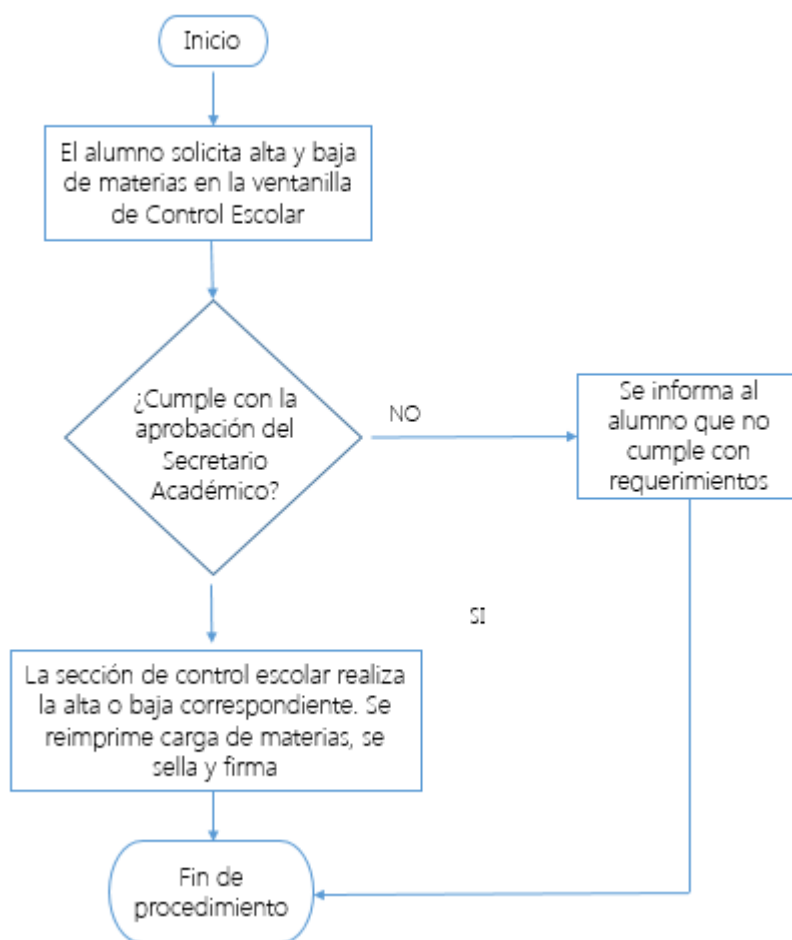 Inicio
El alumno solicita alta y baja
de materias en la ventanilla
de Control Escolar
¿Cumple con la
aprobación del
Secretario
Académico?
NO
Se informa al
alumno que no
cumple con
requerimientos
SI
La sección de control escolar realiza
la alta o baja correspondiente. Se
reimprime carga de materias, se
sella y firma
Fin de
procedimiento